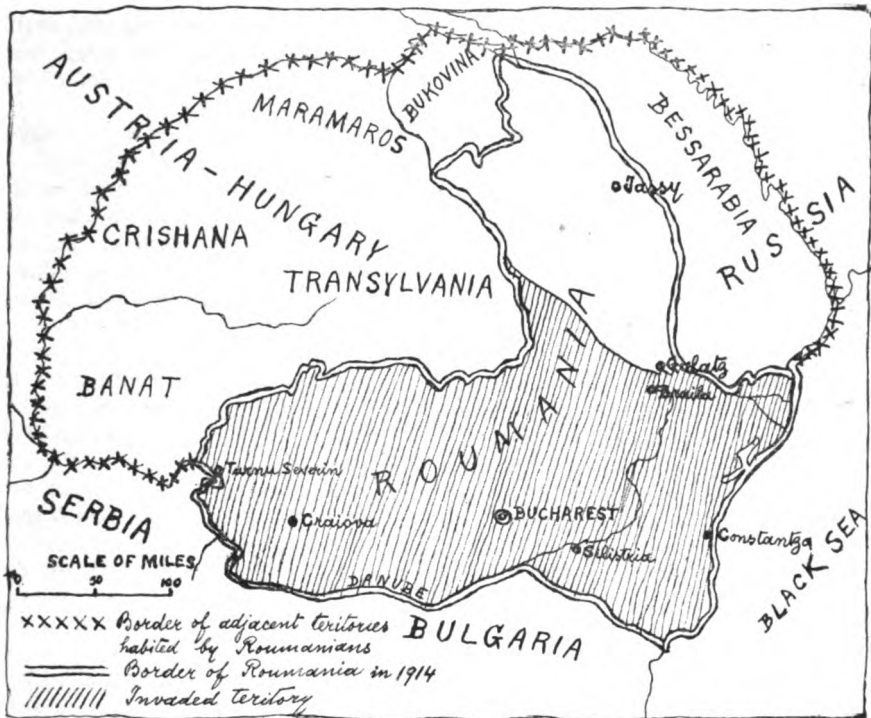 AUSTRIA-HUNGARY
MARAMAROS
BUKOVINA
BESSARABIA
RUSSIA
Jassy
CRISHANA
TRANSYLVANIA
BANAT
ROUMANIA
Galatz
Braila
Turnu Severin
Craiova
BUCHAREST
Silistria
Constantza
SERBIA
DANUBE
BULGARIA
BLACK SEA
SCALE OF MILES
0 50 100
××××× Border of adjacent teritories
habited by Roumanians
Border of Roumania in 1914
Invaded teritory